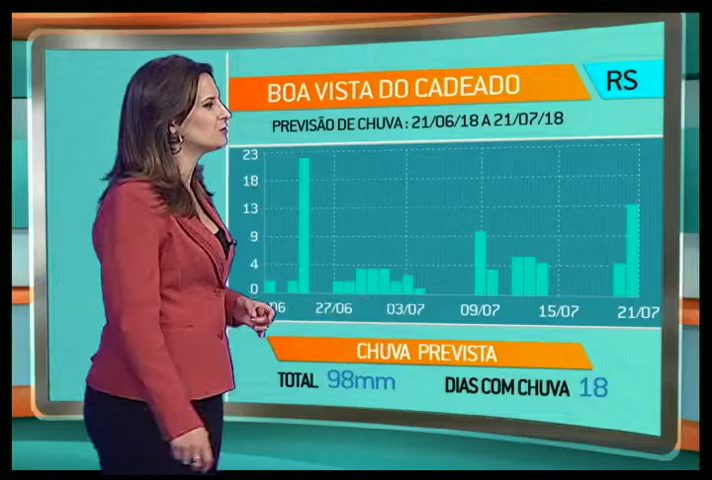 BOA VISTA DO CADEADO
RS
PREVISÃO DE CHUVA : 21/06/18 A 21/07/18
23
18
13
9
4
0
27/06 03/07 09/07 15/07 21/07
CHUVA PREVISTA
TOTAL 98mm DIAS COM CHUVA 18